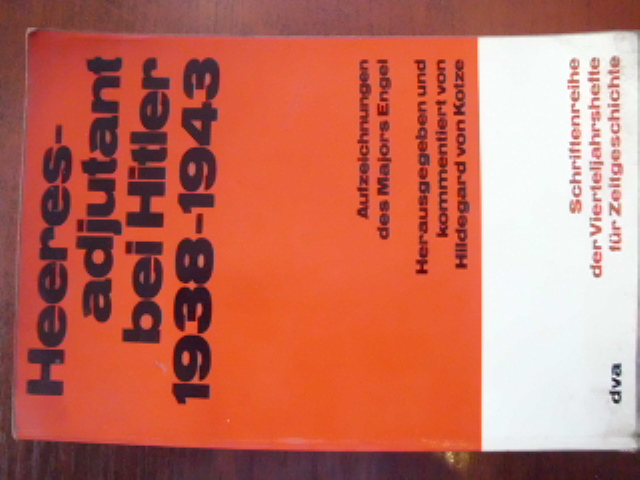 Heeres-
adjutant
bei Hitler
1938-1943
Aufzeichnungen
des Majors Engel
Herausgegeben und
kommentiert von
Hildegard von Kotze
Schriftenreihe
der Vierteljahrshefte
für Zeitgeschichte
dva